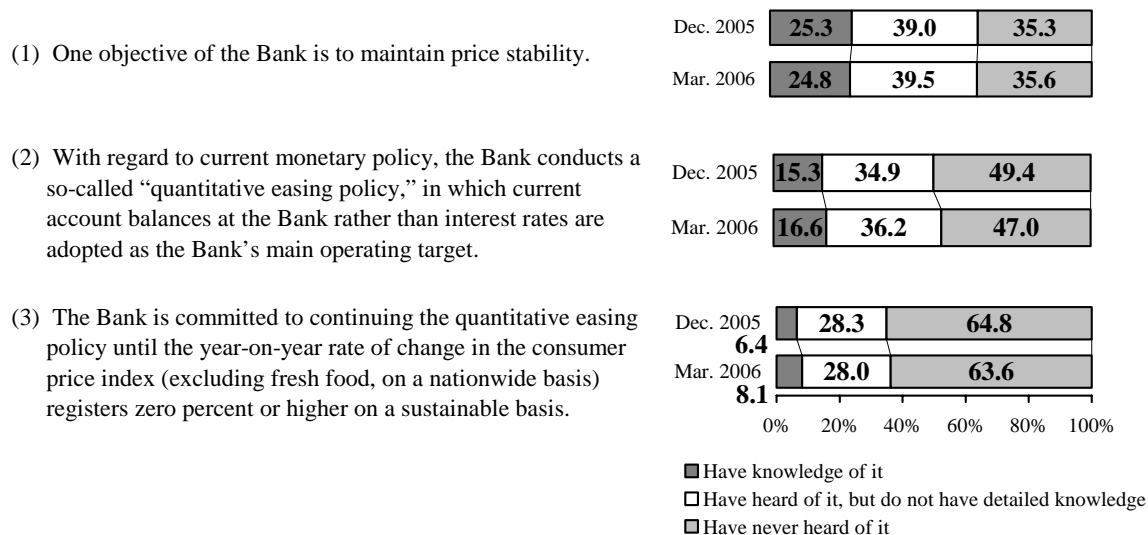 (1) One objective of the Bank is to maintain price stability.
Dec. 2005 25.3 39.0 35.3
Mar. 2006 24.8 39.5 35.6
(2) With regard to current monetary policy, the Bank conducts a
so-called “quantitative easing policy,” in which current
account balances at the Bank rather than interest rates are
adopted as the Bank’s main operating target.
Dec. 2005 15.3 34.9 49.4
Mar. 2006 16.6 36.2 47.0
(3) The Bank is committed to continuing the quantitative easing
policy until the year-on-year rate of change in the consumer
price index (excluding fresh food, on a nationwide basis)
registers zero percent or higher on a sustainable basis.
Dec. 2005 28.3 64.8
6.4
Mar. 2006 28.0 63.6
8.1
0% 20% 40% 60% 80% 100%
Have knowledge of it
Have heard of it, but do not have detailed knowledge
Have never heard of it